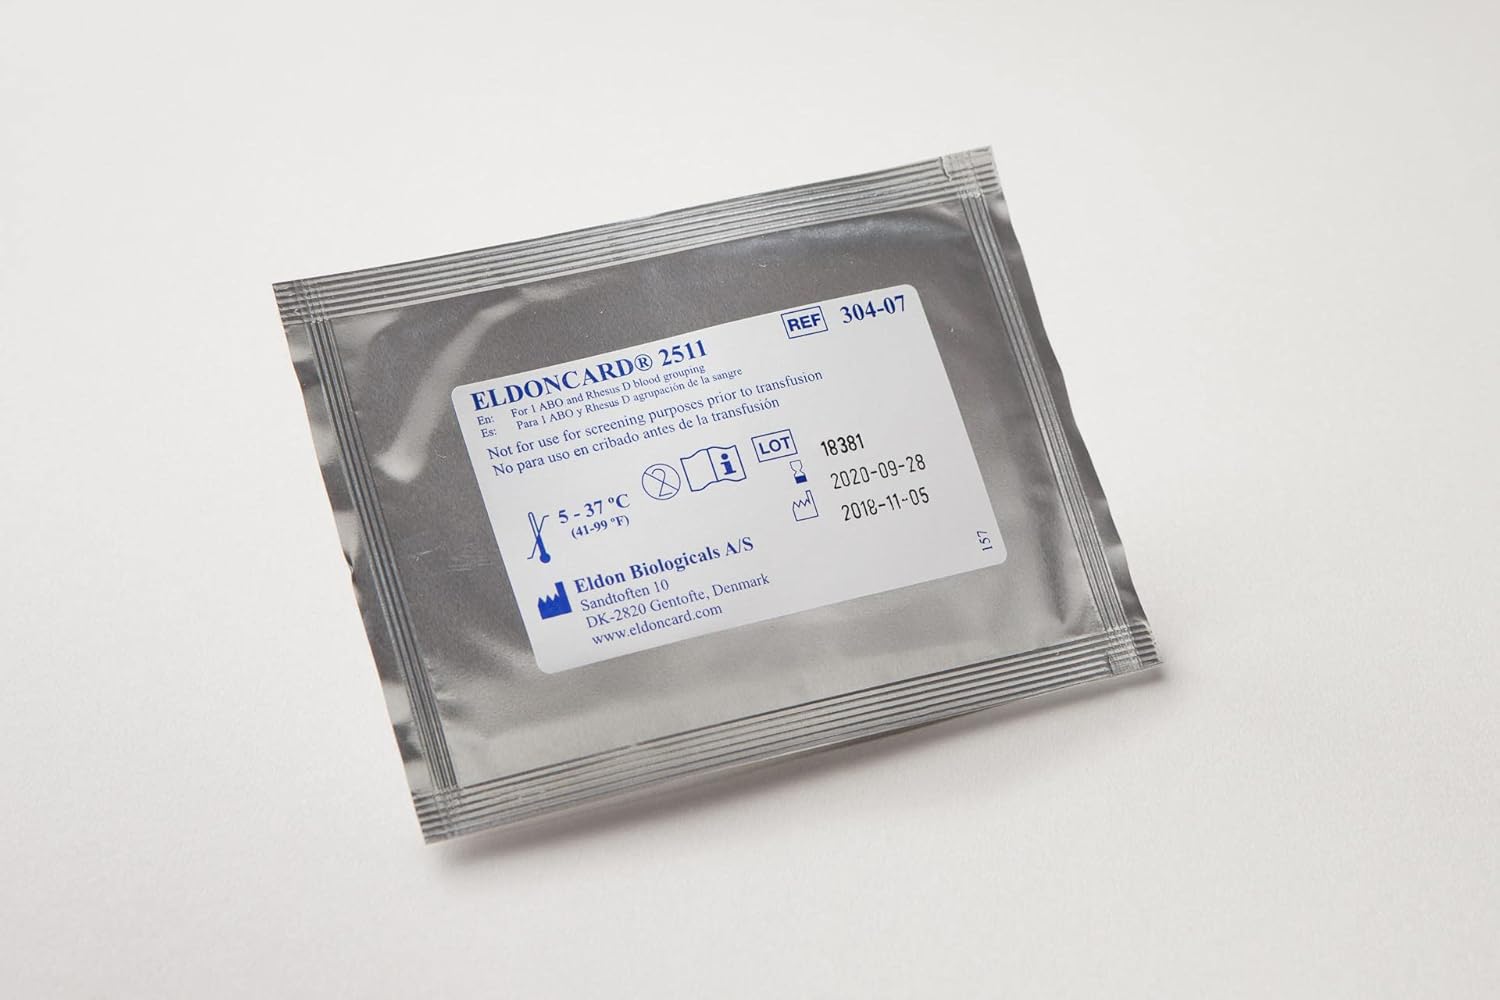 REF 304-07
ELDONCARD® 2511
En: For 1 ABO and Rhesus D blood grouping
Es: Para 1 ABO y Rhesus D agrupación de la sangre
Not for use for screening purposes prior to transfusion
No para uso en cribado antes de la transfusión
LOT 18381
2020-09-28
2018-11-05
2
i
5 - 37 ºC
(41-99 ºF)
Eldon Biologicals A/S
Sandtoften 10
DK-2820 Gentofte, Denmark
www.eldoncard.com
157